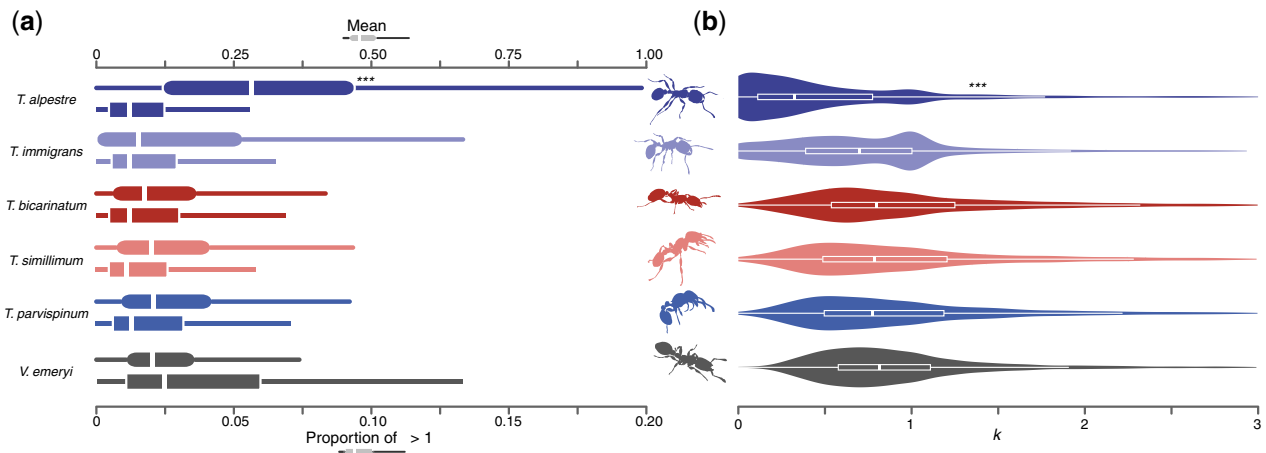 (a)
Mean
0 0.25 0.50 0.75 1.00
T. alpestre
***
T. immigrans
T. bicarinatum
T. simillimum
T. parvispinum
V. emeryi
0 0.05 0.10 0.15 0.20
Proportion of > 1
(b)
***
0 1 2 3
k